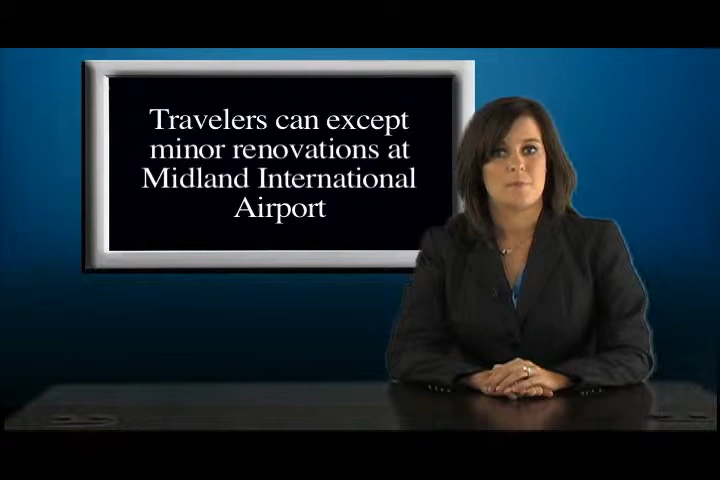 Travelers can except
minor renovations at
Midland International
Airport